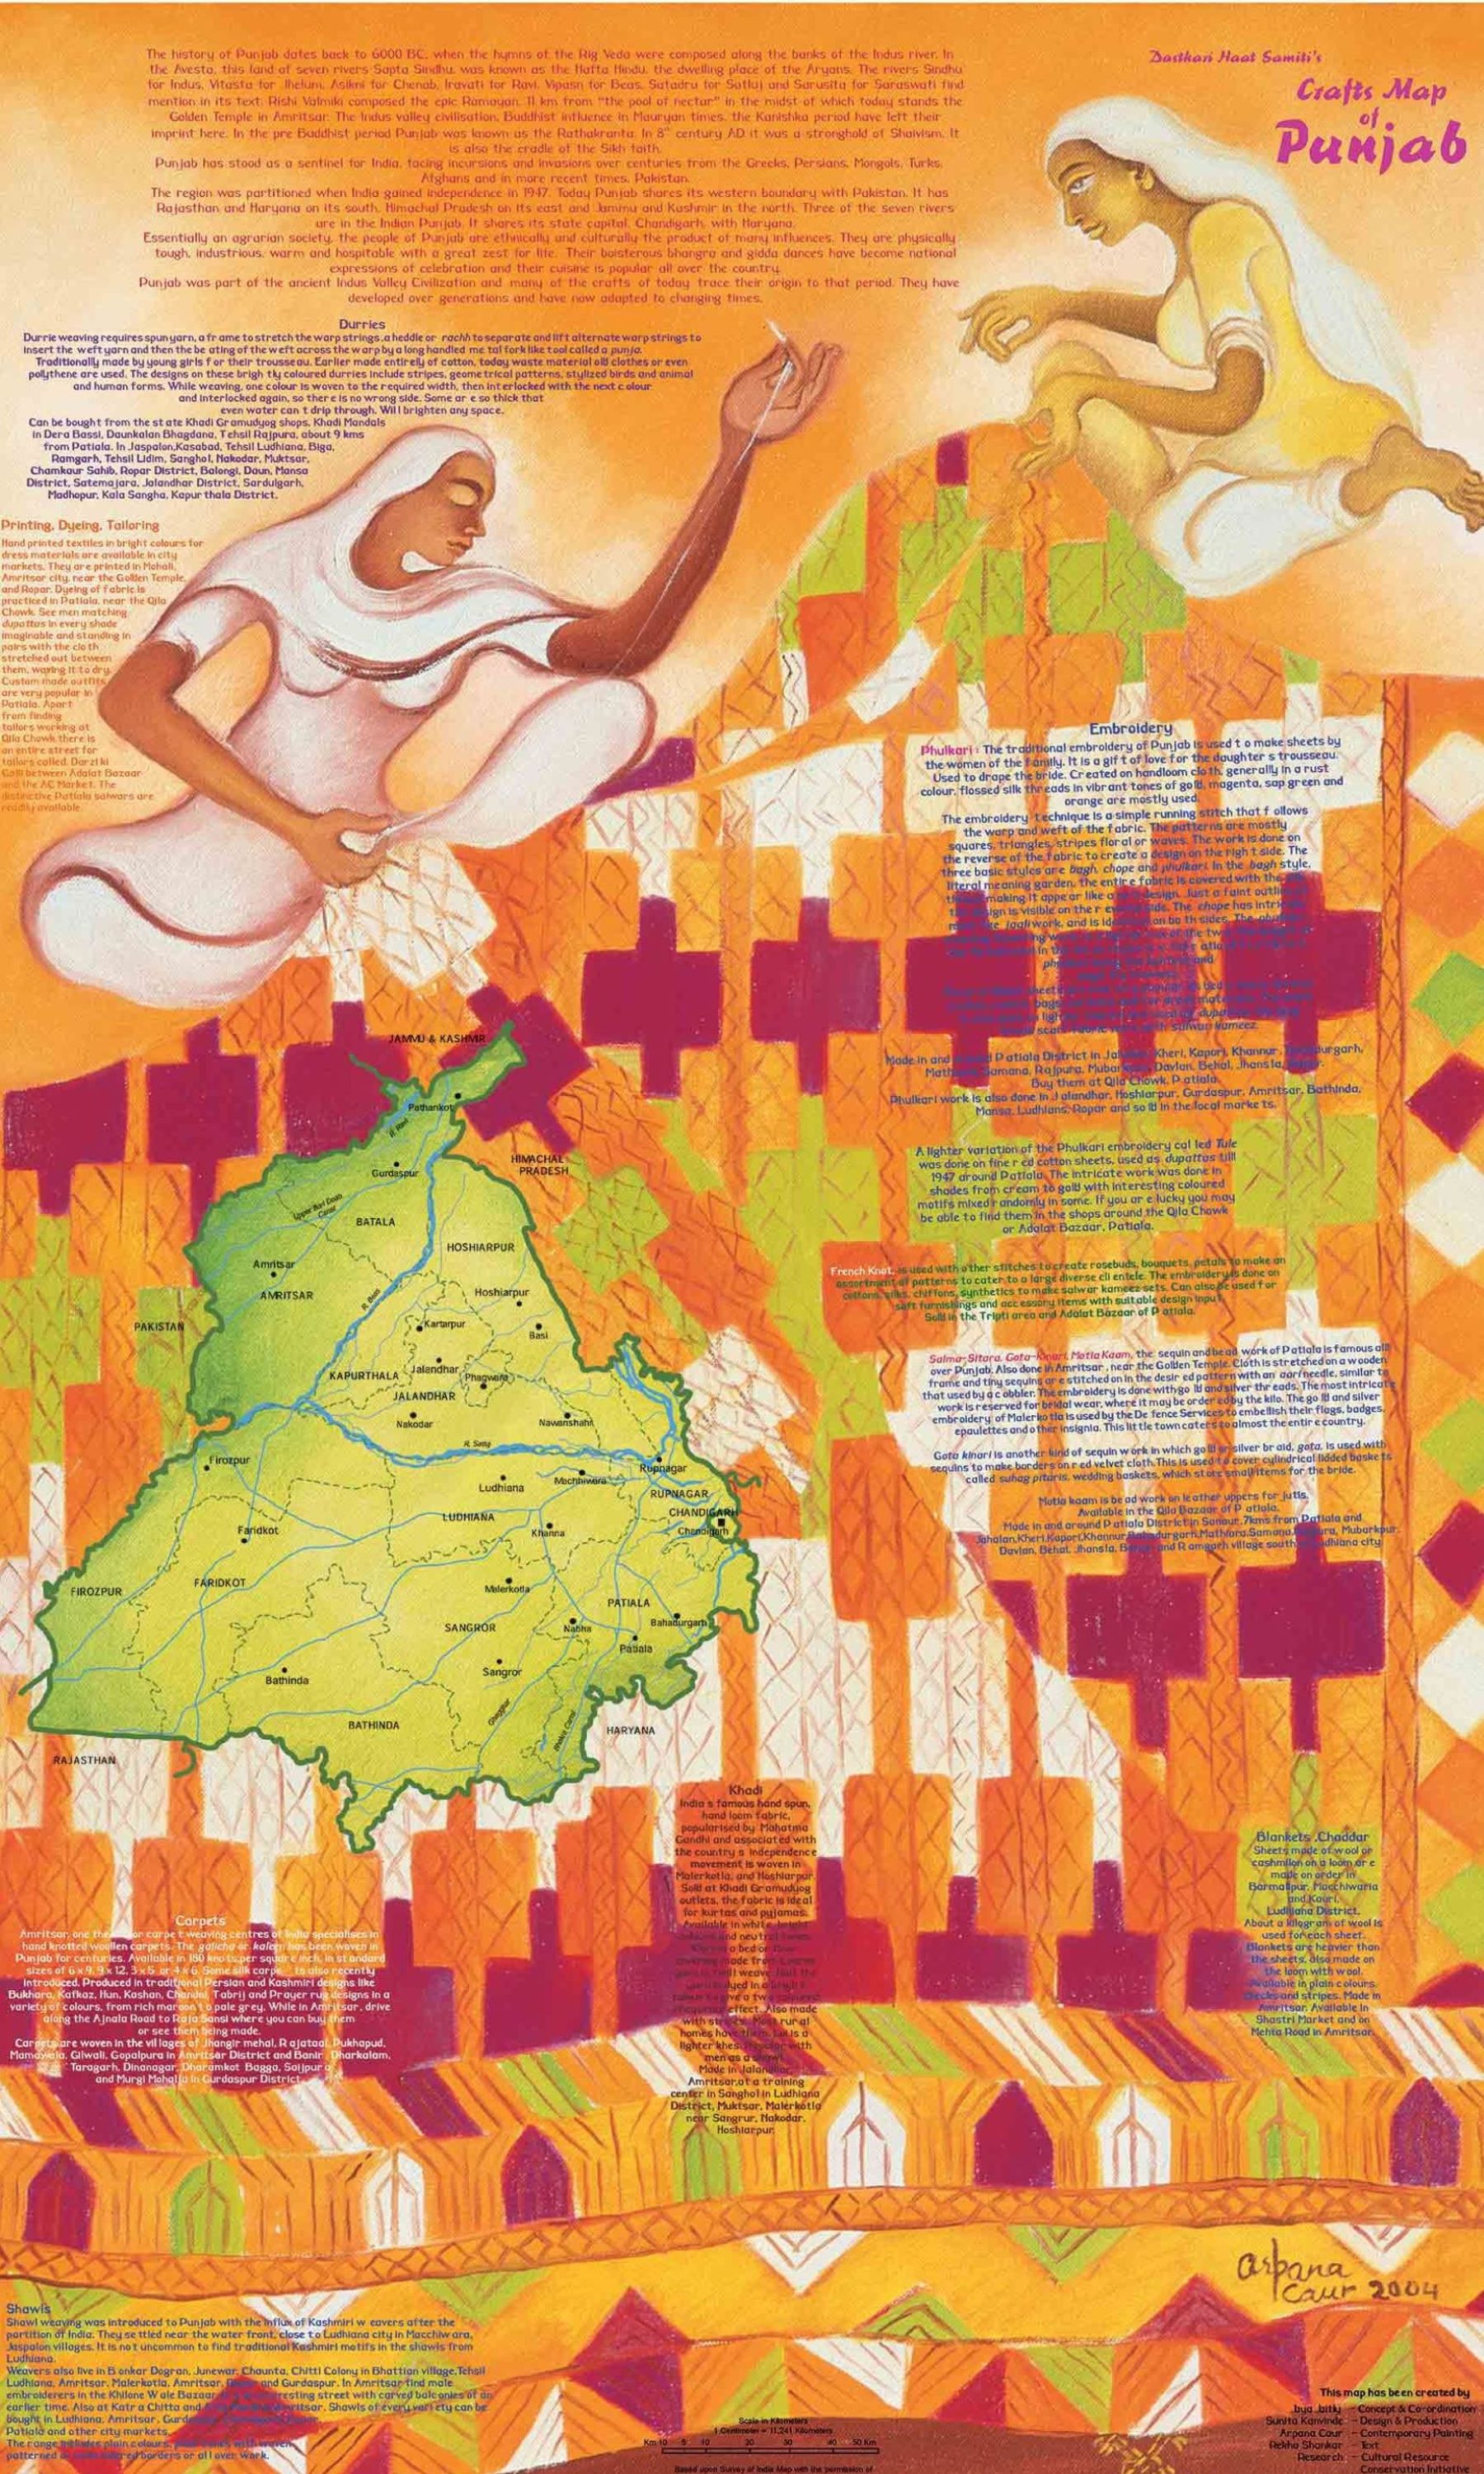 Dastkari Haat Samiti's
Crafts Map
of
Punjab
The history of Punjab dates back to 6000 BC, when the hymns of the Rig Veda were composed along the banks of the Indus river. In
the Avesta, this land of seven rivers Sapta Sindhu, was known as the Hafta Hindu, the dwelling place of the Aryans. The rivers Sindhu
for Indus, Vitasta for Jhelum, Asikni for Chenab, Iravati for Ravi, Vipasn for Beas, Satadru for Satluj and Sarusita for Saraswati find
mention in its text. Rishi Valmiki composed the epic Ramayan, 11 km from "the pool of nectar" in the midst of which today stands the
Golden Temple in Amritsar. The Indus valley civilisation, Buddhist influence in Mauryan times, the Kanishka period have left their
imprint here. In the pre Buddhist period Punjab was known as the Rathakranta. In 8th century AD it was a stronghold of Shaivism. It
is also the cradle of the Sikh faith.
Punjab has stood as a sentinel for India, facing incursions and invasions over centuries from the Greeks, Persians, Mongols, Turks,
Afghans and in more recent times, Pakistan.
The region was partitioned when India gained independence in 1947. Today Punjab shares its western boundary with Pakistan. It has
Rajasthan and Haryana on its south, Himachal Pradesh on its east and Jammu and Kashmir in the north. Three of the seven rivers
are in the Indian Punjab. It shares its state capital, Chandigarh, with Haryana.
Essentially an agrarian society, the people of Punjab are ethnically and culturally the product of many influences. They are physically
tough, industrious, warm and hospitable with a great zest for life. Their boisterous bhangra and gidda dances have become national
expressions of celebration and their cuisine is popular all over the country.
Punjab was part of the ancient Indus Valley Civilization and many of the crafts of today trace their origin to that period. They have
developed over generations and have now adapted to changing times.
Durries
Durrie weaving requires spun yarn, a frame to stretch the warp strings, a heddle or rachh to separate and lift alternate warp strings to
insert the weft yarn and then the beating of the weft across the warp by a long handled metal fork like tool called a punja.
Traditionally made by young girls for their trousseau. Earlier made entirely of cotton, today waste material old clothes or even
polythene are used. The designs on these brightly coloured durries include stripes, geometrical patterns, stylized birds and animal
and human forms. While weaving, one colour is woven to the required width, then interlocked with the next colour
and interlocked again, so there is no wrong side. Some are so thick that
even water can t drip through. Will brighten any space.
Can be bought from the state Khadi Gramudyog shops, Khadi Mandals
in Dera Bassi, Daunkalan Bhagdana, Tehsil Rajpura, about 9 kms
from Patiala. In Jaspalon,Kasabad, Tehsil Ludhiana, Biga,
Ramgarh, Tehsil Lidim, Sanghol, Nakodar, Muktsar,
Chamkaur Sahib, Ropar District, Balongi, Daun, Mansa
District, Satemajara, Jalandhar District, Sardulgarh,
Madhopur, Kala Sangha, Kapurthala District.
Printing, Dyeing, Tailoring
Hand printed textiles in bright colours for
dress materials are available in city
markets. They are printed in Mohali,
Amritsar city, near the Golden Temple,
and Ropar. Dyeing of fabric is
practiced in Patiala, near the Qila
Chowk. See men matching
dupattas in every shade
imaginable and standing in
pairs with the cloth
stretched out between
them, waving it to dry.
Custom made outfits
are very popular in
Patiala. Apart
from finding
tailors working at
Qila Chowk there is
an entire street for
tailors called, Darzi ki
Galli between Adalat Bazaar
and the AC Market. The
distinctive Patiala salwars are
readily available.
Embroidery
Phulkari : The traditional embroidery of Punjab is used to make sheets by
the women of the family. It is a gift of love for the daughter s trousseau.
Used to drape the bride. Created on handloom cloth, generally in a rust
colour, flossed silk threads in vibrant tones of gold, magenta, sap green and
orange are mostly used.
The embroidery technique is a simple running stitch that follows
the warp and weft of the fabric. The patterns are mostly
squares, triangles, stripes floral or waves. The work is done on
the reverse of the fabric to create a design on the right side. The
three basic styles are bagh, chope and phulkari. In the bagh style,
literal meaning garden, the entire fabric is covered with the
making it appear like a design. Just a faint
is visible on the side. The chope has
work, and is on both sides. The
salwar kameez.
Made in and Patiala District in Kheri, Kapori, Khannur,
Samana, Rajpura, Davlan, Behal, Jhansla,
Buy them at Qila Chowk, Patiala.
Phulkari work is also done in Jalandhar, Hoshiarpur, Gurdaspur, Amritsar, Bathinda,
Mansa, Ludhians, Ropar and sold in the local markets.
A lighter variation of the Phulkari embroidery called Tule
was done on fine red cotton sheets, used as dupattas till
1947 around Patiala. The intricate work was done in
shades from cream to gold with interesting coloured
motifs mixed randomly in some. If you are lucky you may
be able to find them in the shops around the Qila Chowk
or Adalat Bazaar, Patiala.
French Knot, is used with other stitches to create rosebuds, bouquets, petals to make an
assortment of patterns to cater to a large diverse clientele. The embroidery is done on
cottons, silks, chiffons, synthetics to make salwar kameez sets. Can also be used for
soft furnishings and accessory items with suitable design input.
Sold in the Tripti area and Adalat Bazaar of Patiala.
Salma-Sitara, Gota-Kinari, Motia Kaam, the sequin and bead work of Patiala is famous all
over Punjab. Also done in Amritsar, near the Golden Temple. Cloth is stretched on a wooden
frame and tiny sequins are stitched on in the desired pattern with an aari needle, similar to
that used by a cobbler. The embroidery is done with gold and silver threads. The most intricate
work is reserved for bridal wear, where it may be ordered by the kilo. The gold and silver
embroidery of Malerkotla is used by the Defence Services to embellish their flags, badges,
epaulettes and other insignia. This little town caters to almost the entire country.
Gota kinari is another kind of sequin work in which gold or silver braid, gota, is used with
sequins to make borders on red velvet cloth. This is used to cover cylindrical lidded baskets
called suhag pitaris, wedding baskets, which store small items for the bride.
Motia kaam is bead work on leather uppers for jutis.
Available in the Qila Bazaar of Patiala.
Made in and around Patiala District in Sanaur, 7kms from Patiala and
Jahalan,Kheri,Kapori,Khannur,Bahadurgarh,Mathiara,Samana, Mubarkpur,
Davlan, Behal, Jhansla, and Ramgarh village south city.
JAMMU & KASHMIR
Pathankot
R. Ravi
Gurdaspur
HIMACHAL
PRADESH
Upper Bari Doab
Canal
BATALA
HOSHIARPUR
Amritsar
AMRITSAR
R. Beas
Hoshiarpur
PAKISTAN
Kartarpur
Basi
Jalandhar
KAPURTHALA
Phagwara
JALANDHAR
Nakodar
Nawanshahr
R. Satluj
Firozpur
Rupnagar
Machhiwara
Ludhiana
RUPNAGAR
LUDHIANA
CHANDIGARH
Chandigarh
Khanna
Faridkot
FIROZPUR
FARIDKOT
Malerkotla
PATIALA
SANGROR
Nabha
Bahadurgarh
Patiala
Sangror
Bathinda
Ghaggar
Bhakra Canal
BATHINDA
HARYANA
RAJASTHAN
Khadi
India s famous hand spun,
hand loom fabric,
popularised by Mahatma
Gandhi and associated with
the country s independence
movement is woven in
Malerkotla, and Hoshiarpur.
Sold at Khadi Gramudyog
outlets, the fabric is ideal
for kurtas and pyjamas.
Available in white, bright
and neutral
a bed or
made from
weave.
dyed in a
give a two
effect. Also made
with Most rural
homes have them. is a
lighter khes, with
men as a shawl.
Made in Jalandhar,
Amritsar,at a training
center in Sanghol in Ludhiana
District, Muktsar, Malerkotla
near Sangrur, Nakodar,
Hoshiarpur.
Blankets ,Chaddar
Sheets made of wool or
cashmilon on a loom are
made on order in
Barmalipur, Macchiwaria
and Kauri,
Ludhiana District.
About a kilogram of wool is
used for each sheet.
Blankets are heavier than
the sheets, also made on
the loom with wool.
Available in plain colours,
checks and stripes. Made in
Amritsar. Available in
Shastri Market and on
Mehta Road in Amritsar.
Carpets
Amritsar, one the carpet weaving centres of India specialises in
hand knotted woollen carpets. The galicha or kalen has been woven in
Punjab for centuries. Available in 180 knots per square inch, in standard
sizes of 6 x 9, 9 x 12, 3 x 5 or 4 x 6. Some silk carpe is also recently
introduced. Produced in traditional Persian and Kashmiri designs like
Bukhara, Kafkaz, Hun, Kashan, Chandni, Tabrij and Prayer rug designs in a
variety of colours, from rich maroon to pale grey. While in Amritsar, drive
along the Ajnala Road to Raja Sansi where you can buy them
or see them being made.
Carpets are woven in the villages of Jhangir mehal, Rajataal, Pukhapud,
Mamowala, Gilwali, Gopalpura in Amritsar District and Banir, Dharkalam,
Taragarh, Dinanagar, Dharamkot Bagga, Saijpura
and Murgi Mohalla in Gurdaspur District.
arpana
caur 2004
Shawls
Shawl weaving was introduced to Punjab with the influx of Kashmiri weavers after the
partition of India. They settled near the water front, close to Ludhiana city in Macchiwara,
Jaspalon villages. It is not uncommon to find traditional Kashmiri motifs in the shawls from
Ludhiana.
Weavers also live in Bonkar Dogran, Junewar, Chaunta, Chitti Colony in Bhattian village,Tehsil
Ludhiana, Amritsar, Malerkotla, Amritsar, and Gurdaspur. In Amritsar find male
embroiderers in the Khilone Wale Bazaar, interesting street with carved balconies of an
earlier time. Also at Katra Chitta and Amritsar. Shawls of every variety can be
bought in Ludhiana, Amritsar,
Patiala and other city markets.
The range includes plain colours, with woven
patterned borders or all over work.
Scale in Kilometers
1 Centimeter = 11.241 Kilometers
Km 10 5 10 20 30 40 50 Km
Based upon Survey of India Map with the permission of
This map has been created by
Jaya Jaitly - Concept & Co-ordination
Sunita Kanvinde - Design & Production
Arpana Caur - Contemporary Painting
Rekha Shankar - Text
Research - Cultural Resource
Conservation Initiative